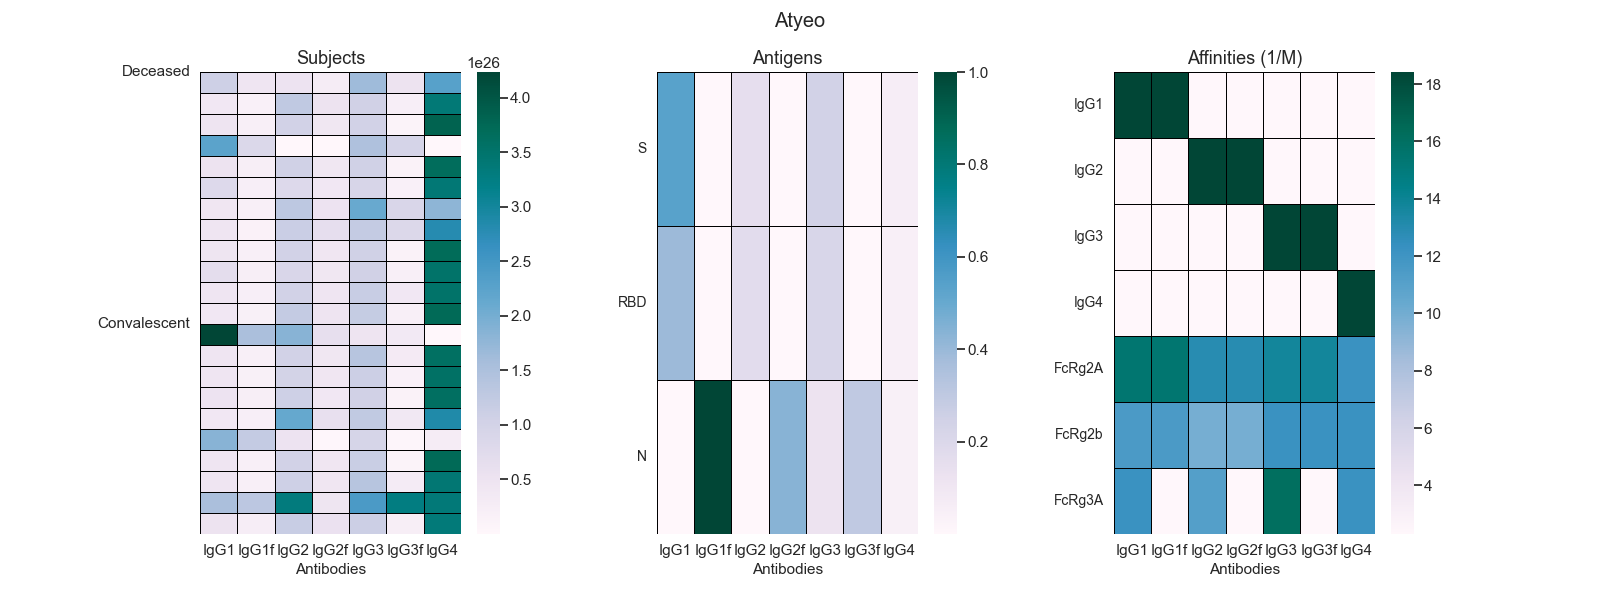 Atyeo
Subjects
Deceased
Convalescent
1e26
4.0
3.5
3.0
2.5
2.0
1.5
1.0
0.5
IgG1 IgG1f IgG2 IgG2f IgG3 IgG3f IgG4
Antibodies
Antigens
S
RBD
N
1.0
0.8
0.6
0.4
0.2
IgG1 IgG1f IgG2 IgG2f IgG3 IgG3f IgG4
Antibodies
Affinities (1/M)
IgG1
IgG2
IgG3
IgG4
FcRg2A
FcRg2b
FcRg3A
18
16
14
12
10
8
6
4
IgG1 IgG1f IgG2 IgG2f IgG3 IgG3f IgG4
Antibodies